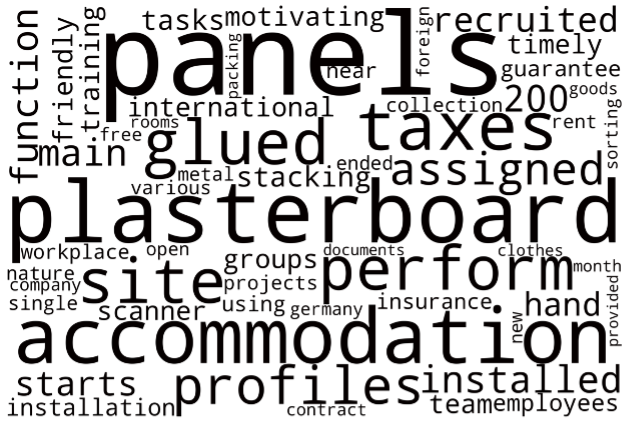 tasks motivating foreign recruited
function friendly training panels timely
packing near guarantee
international collection 200 goods
rooms free glued taxes rent sorting
main metal stacking ended assigned
various
plasterboard
workplace open groups documents perform clothes month
nature site projects
company single scanner using germany insurance new hand provided
accommodation
starts profiles installed
installation contract team employees